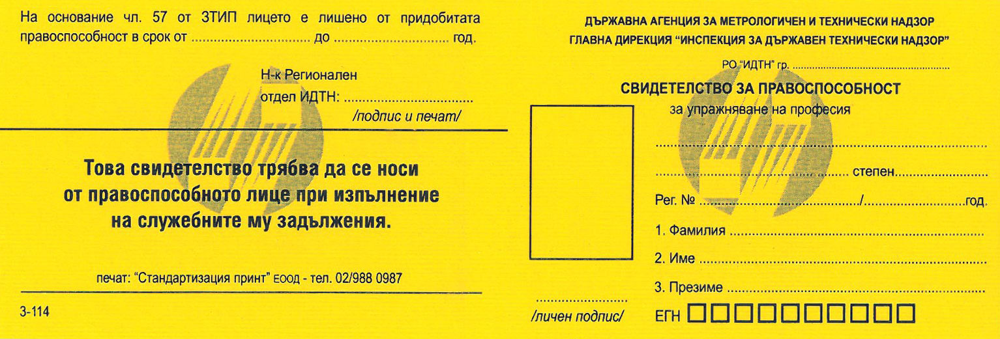 На основание чл. 57 от ЗТИП лицето е лишено от придобитата
правоспособност в срок от .............................. до .............................. год.
Н-к Регионален
отдел ИДТН: ..................................
/подпис и печат/
Това свидетелство трябва да се носи
от правоспособното лице при изпълнение
на служебните му задължения.
печат: "Стандартизация принт" ЕООД - тел. 02/988 0987
3-114
ДЪРЖАВНА АГЕНЦИЯ ЗА МЕТРОЛОГИЧЕН И ТЕХНИЧЕСКИ НАДЗОР
ГЛАВНА ДИРЕКЦИЯ "ИНСПЕКЦИЯ ЗА ДЪРЖАВЕН ТЕХНИЧЕСКИ НАДЗОР"
РО "ИДТН" гр. ..................................................
СВИДЕТЕЛСТВО ЗА ПРАВОСПОСОБНОСТ
за упражняване на професия
..........................................................................................
.................................................... степен.........................
Рег. № ............................................/...........................год.
1. Фамилия ......................................................................
2. Име ..............................................................................
3. Презиме ......................................................................
ЕГН □□□□□□□□□□
........................
/личен подпис/